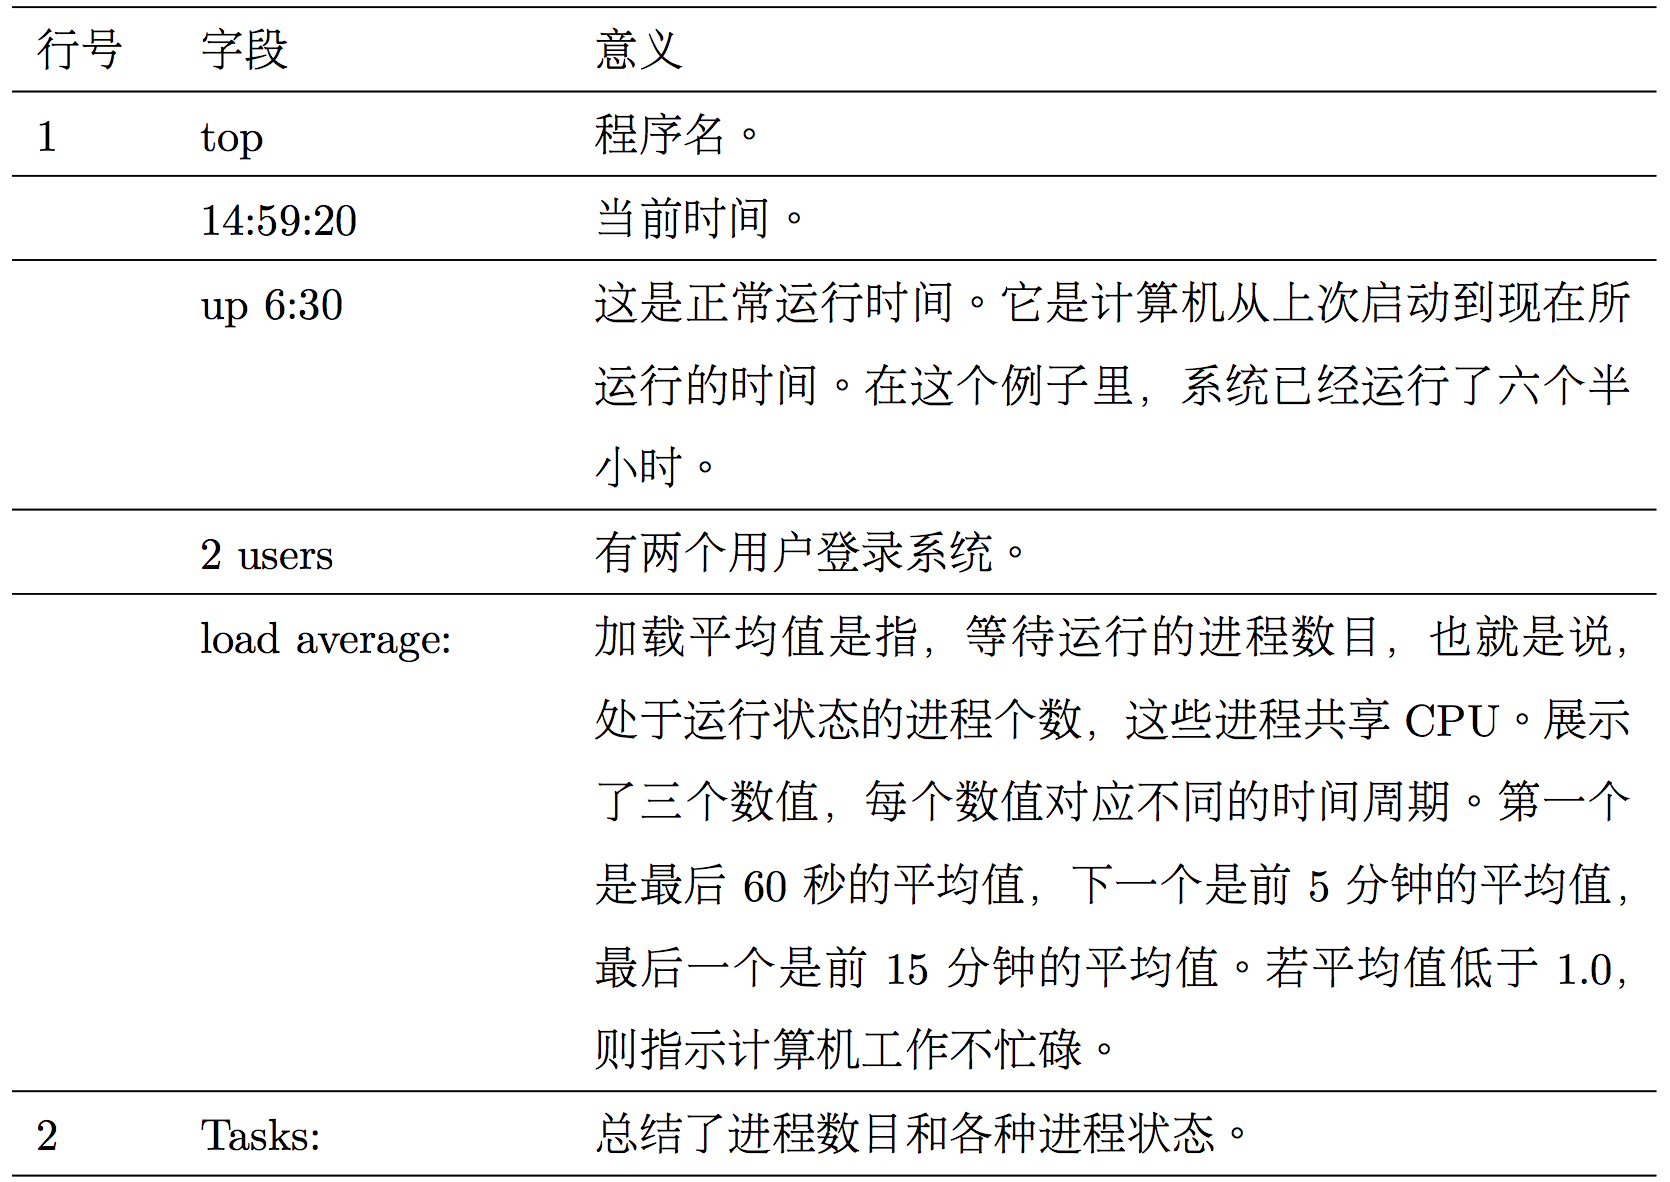 行号 字段 意义
1 top 程序名。
14:59:20 当前时间。
up 6:30 这是正常运行时间。它是计算机从上次启动到现在所
运行的时间。在这个例子里，系统已经运行了六个半
小时。
2 users 有两个用户登录系统。
load average: 加载平均值是指，等待运行的进程数目，也就是说，
处于运行状态的进程个数，这些进程共享 CPU。展示
了三个数值，每个数值对应不同的时间周期。第一个
是最后 60 秒的平均值，下一个是前 5 分钟的平均值，
最后一个是前 15 分钟的平均值。若平均值低于 1.0，
则指示计算机工作不忙碌。
2 Tasks: 总结了进程数目和各种进程状态。